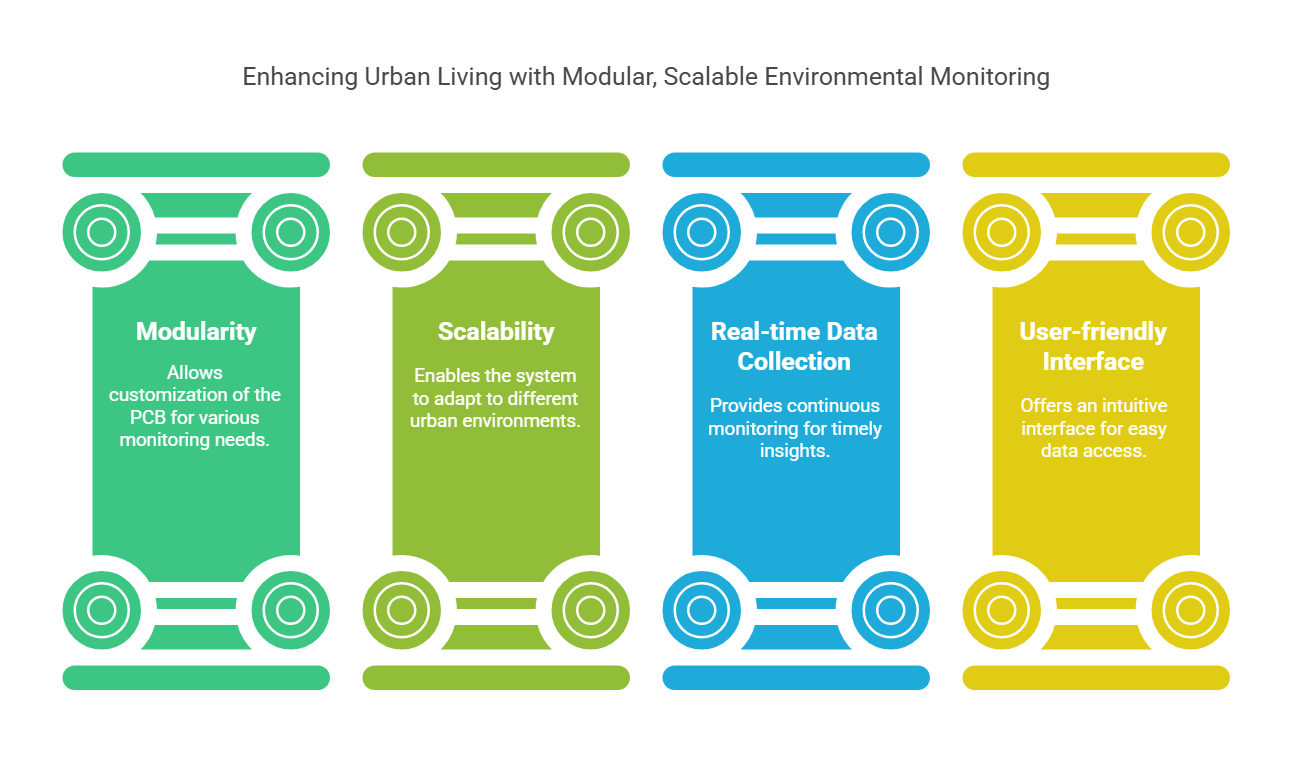 Enhancing Urban Living with Modular, Scalable Environmental Monitoring
Modularity
Allows
customization of the
PCB for various
monitoring needs.
Scalability
Enables the system
to adapt to different
urban environments.
Real-time Data
Collection
Provides continuous
monitoring for timely
insights.
User-friendly
Interface
Offers an intuitive
interface for easy
data access.